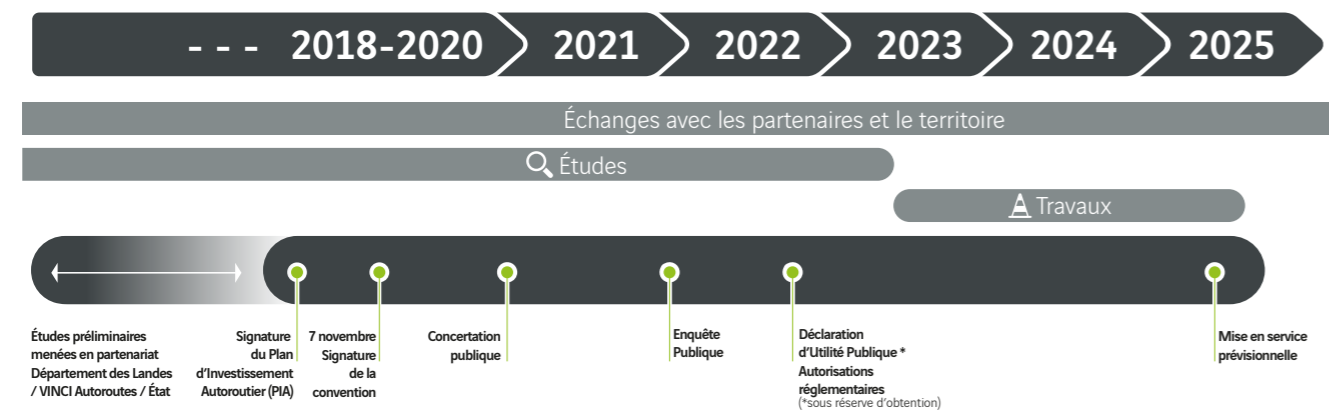 - - - 2018-2020 2021 2022 2023 2024 2025
Échanges avec les partenaires et le territoire
Études
Travaux
Études préliminaires
menées en partenariat
Département des Landes
/ VINCI Autoroutes / État
Signature
du Plan
d'Investissement
Autoroutier (PIA)
7 novembre
Signature
de la
convention
Concertation
publique
Enquête
Publique
Déclaration
d'Utilité Publique *
Autorisations
réglementaires
(*sous réserve d'obtention)
Mise en service
prévisionnelle